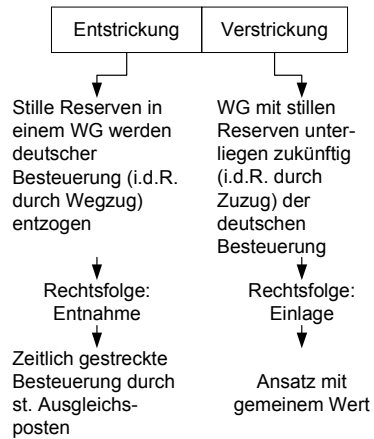 Entstrickung
Verstrickung
Stille Reserven in
einem WG werden
deutscher
Besteuerung (i.d.R.
durch Wegzug)
entzogen
Rechtsfolge:
Entnahme
Zeitlich gestreckte
Besteuerung durch
st. Ausgleichs-
posten
WG mit stillen
Reserven unter-
liegen zukünftig
(i.d.R. durch
Zuzug) der
deutschen
Besteuerung
Rechtsfolge:
Einlage
Ansatz mit
gemeinem Wert